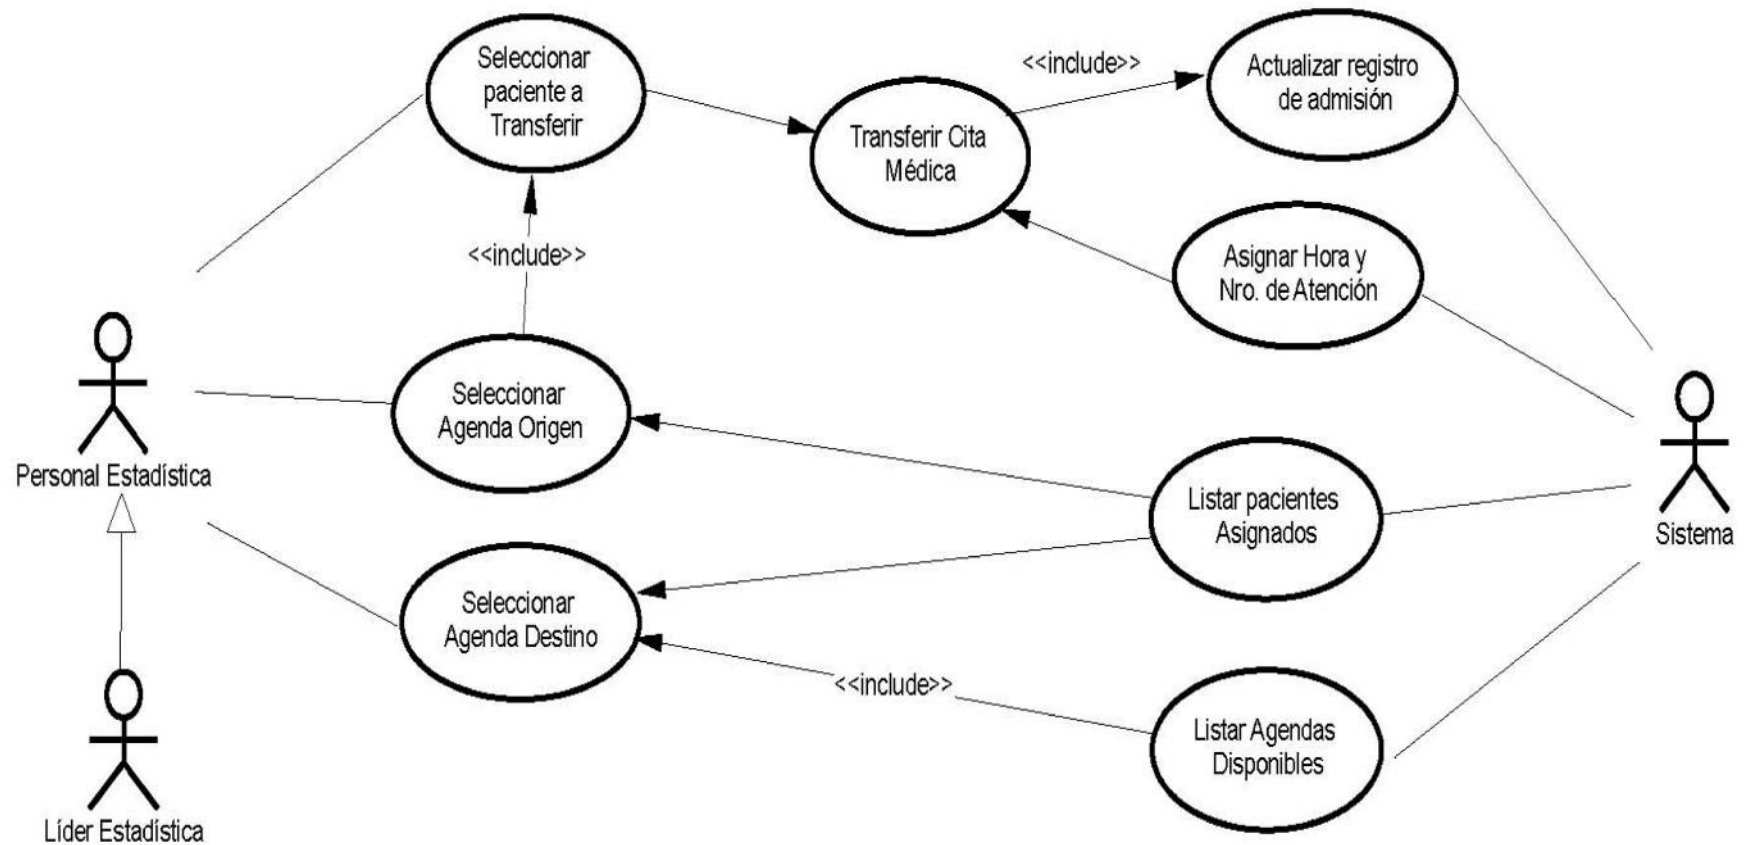 Seleccionar
paciente a
Transferir
<<include>>
Actualizar registro
de admisión
Transferir Cita
Médica
<<include>>
Asignar Hora y
Nro. de Atención
Seleccionar
Agenda Origen
Personal Estadística
Listar pacientes
Asignados
Sistema
Seleccionar
Agenda Destino
<<include>>
Listar Agendas
Disponibles
Líder Estadística